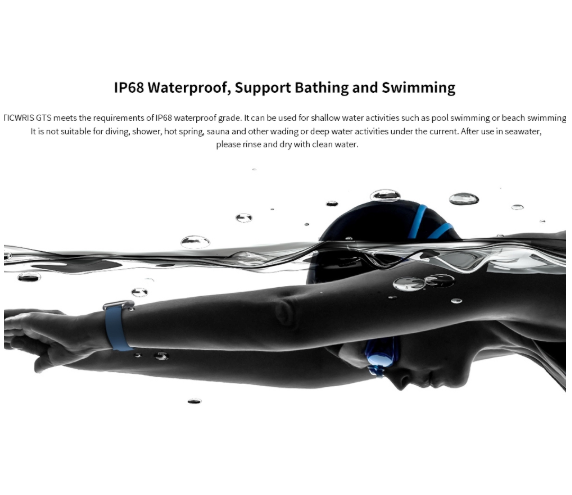 IP68 Waterproof, Support Bathing and Swimming
TICWRIS GTS meets the requirements of IP68 waterproof grade. It can be used for shallow water activities such as pool swimming or beach swimming
It is not suitable for diving, shower, hot spring, sauna and other wading or deep water activities under the current. After use in seawater,
please rinse and dry with clean water.